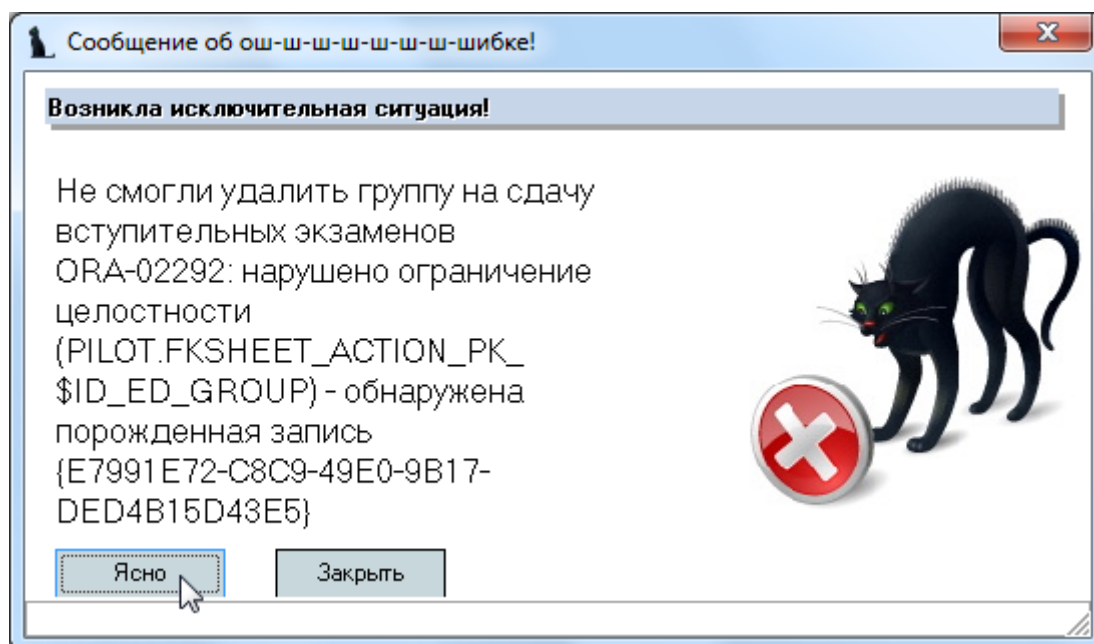 Сообщение об ош-ш-ш-ш-ш-ш-ш-шибке!
Возникла исключительная ситуация!
Не смогли удалить группу на сдачу
вступительных экзаменов
ORA-02292: нарушено ограничение
целостности
(PILOT.FKSHEET_ACTION_PK_
$ID_ED_GROUP) - обнаружена
порожденная запись
{E7991E72-C8C9-49E0-9B17-
DED4B15D43E5}
Ясно
Закрыть